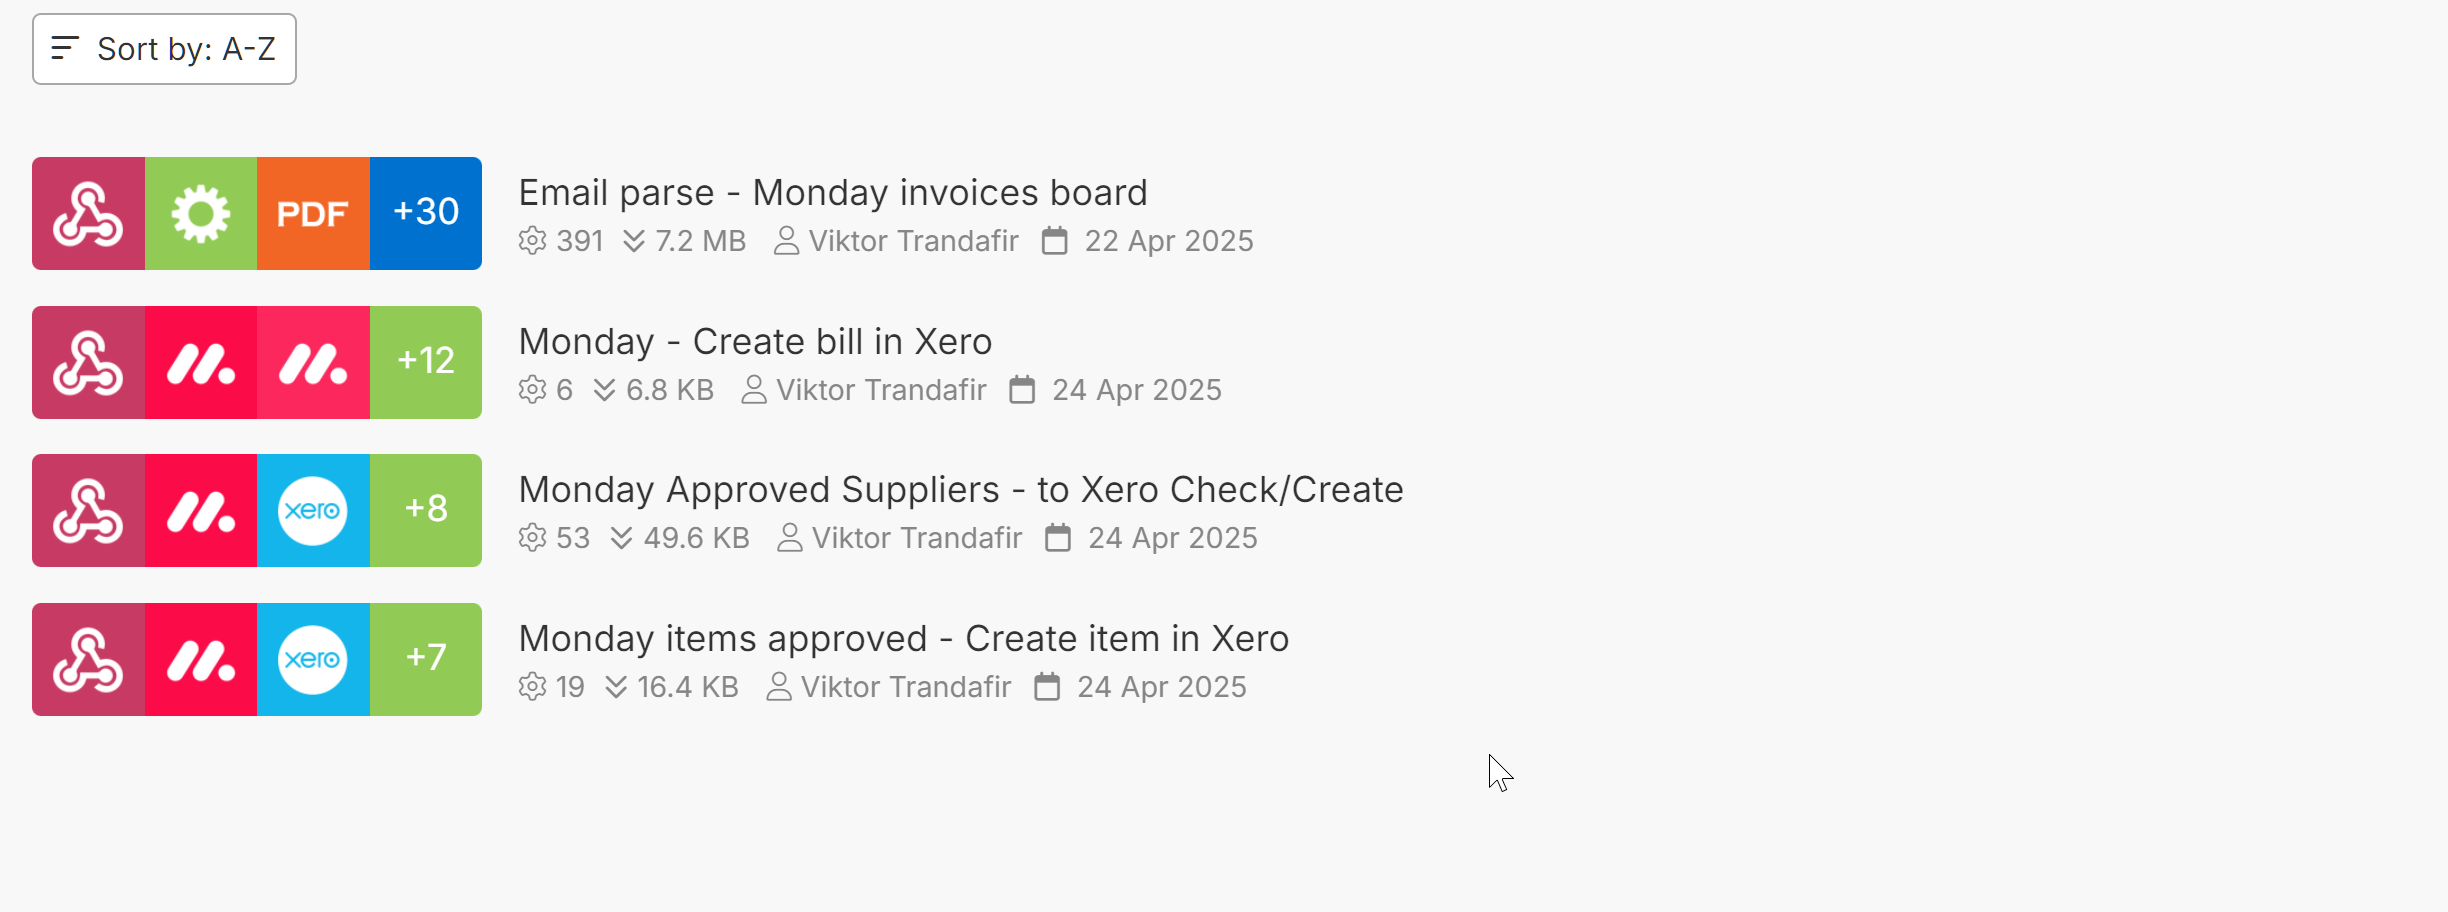 Sort by: A-Z
PDF +30
Email parse - Monday invoices board
391 7.2 MB Viktor Trandafir 22 Apr 2025
+12
Monday - Create bill in Xero
6 6.8 KB Viktor Trandafir 24 Apr 2025
xero +8
Monday Approved Suppliers - to Xero Check/Create
53 49.6 KB Viktor Trandafir 24 Apr 2025
xero +7
Monday items approved - Create item in Xero
19 16.4 KB Viktor Trandafir 24 Apr 2025